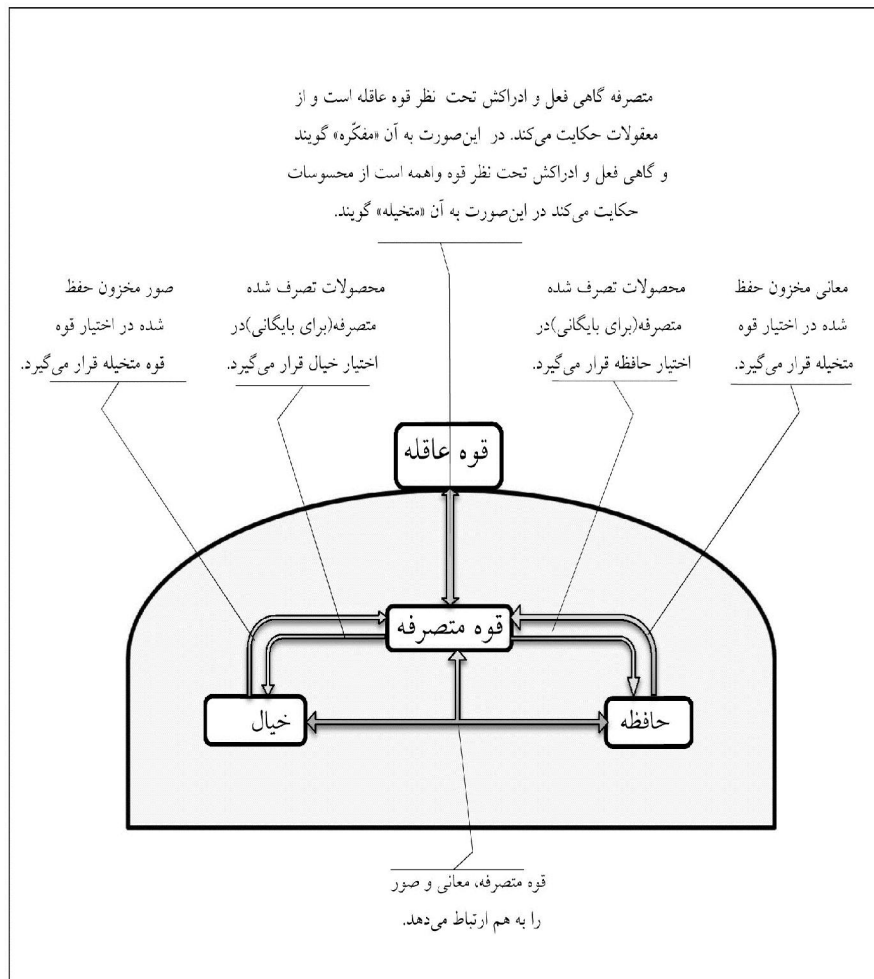 متصرفه گاهی فعل و ادراکش تحت نظر قوه عاقله است و از
معقولات حکایت می‌کند. در این‌صورت به آن «مفکّره» گویند
و گاهی فعل و ادراکش تحت نظر قوه واهمه است از محسوسات
حکایت می‌کند در این‌صورت به آن «متخیله» گویند.
معانی مخزون حفظ
شده در اختیار قوه
متخیله قرار می‌گیرد.
محصولات تصرف شده
متصرفه(برای بایگانی)در
اختیار حافظه قرار می‌گیرد.
محصولات تصرف شده
متصرفه(برای بایگانی)در
اختیار خیال قرار می‌گیرد.
صور مخزون حفظ
شده در اختیار قوه
قوه متخیله قرار می‌گیرد.
قوه عاقله
قوه متصرفه
حافظه
خیال
قوه متصرفه، معانی و صور
را به هم ارتباط می‌دهد.